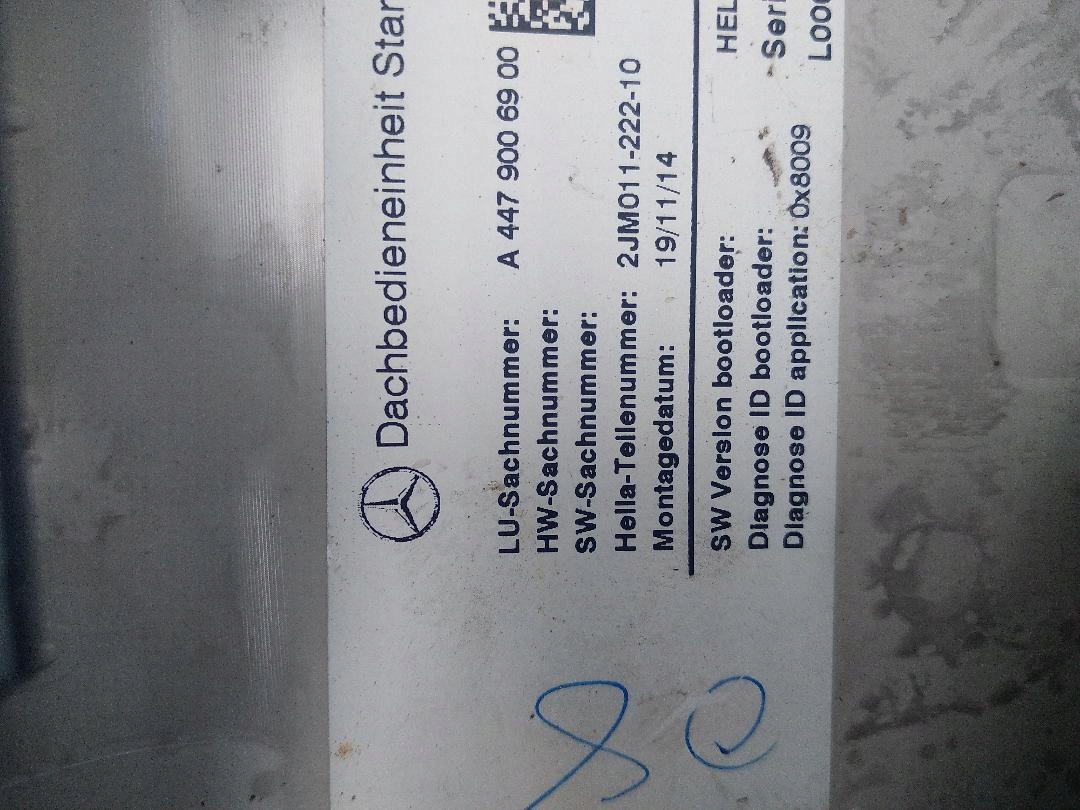 Dachbedieneinheit Star
LU-Sachnummer: A 447 900 69 00
HW-Sachnummer:
SW-Sachnummer:
Hella-Teilenummer: 2JM011-222-10
Montagedatum: 19/11/14
SW Version bootloader: HEL
Diagnose ID bootloader: Seri
Diagnose ID application: 0x8009 L00